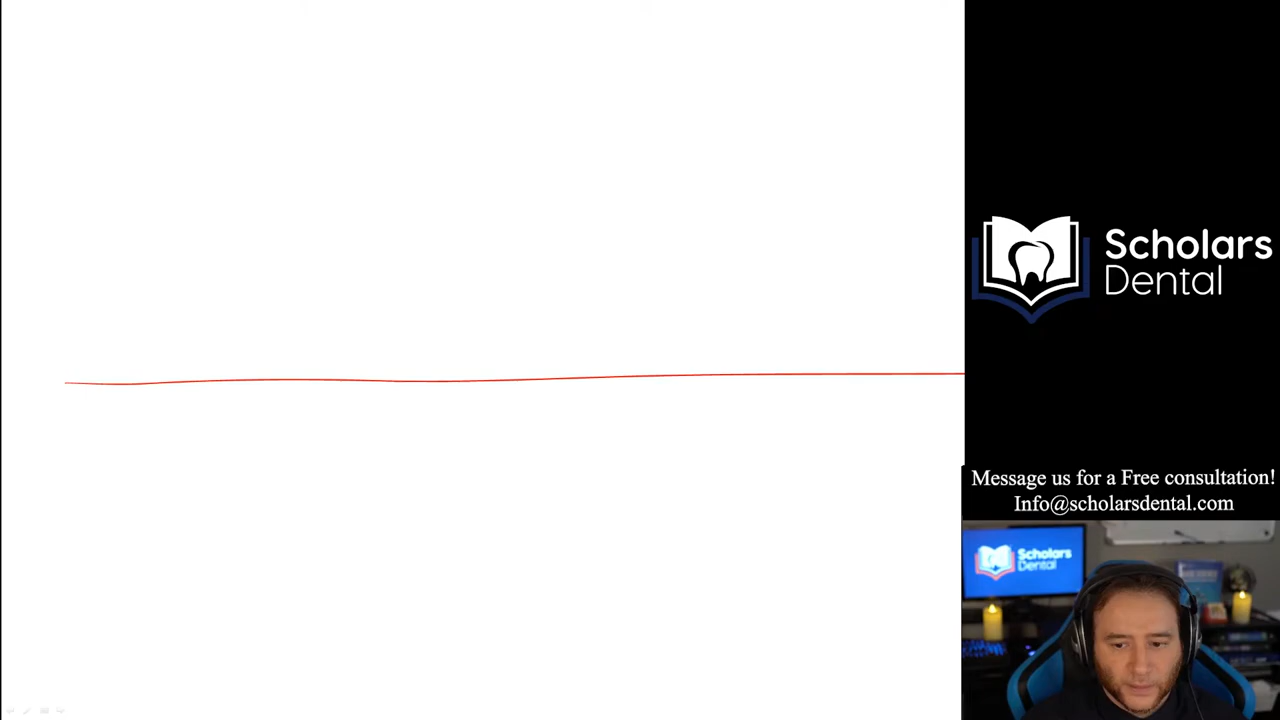 Scholars
Dental
Message us for a Free consultation!
Info@scholarsdental.com
Scholars
Dental